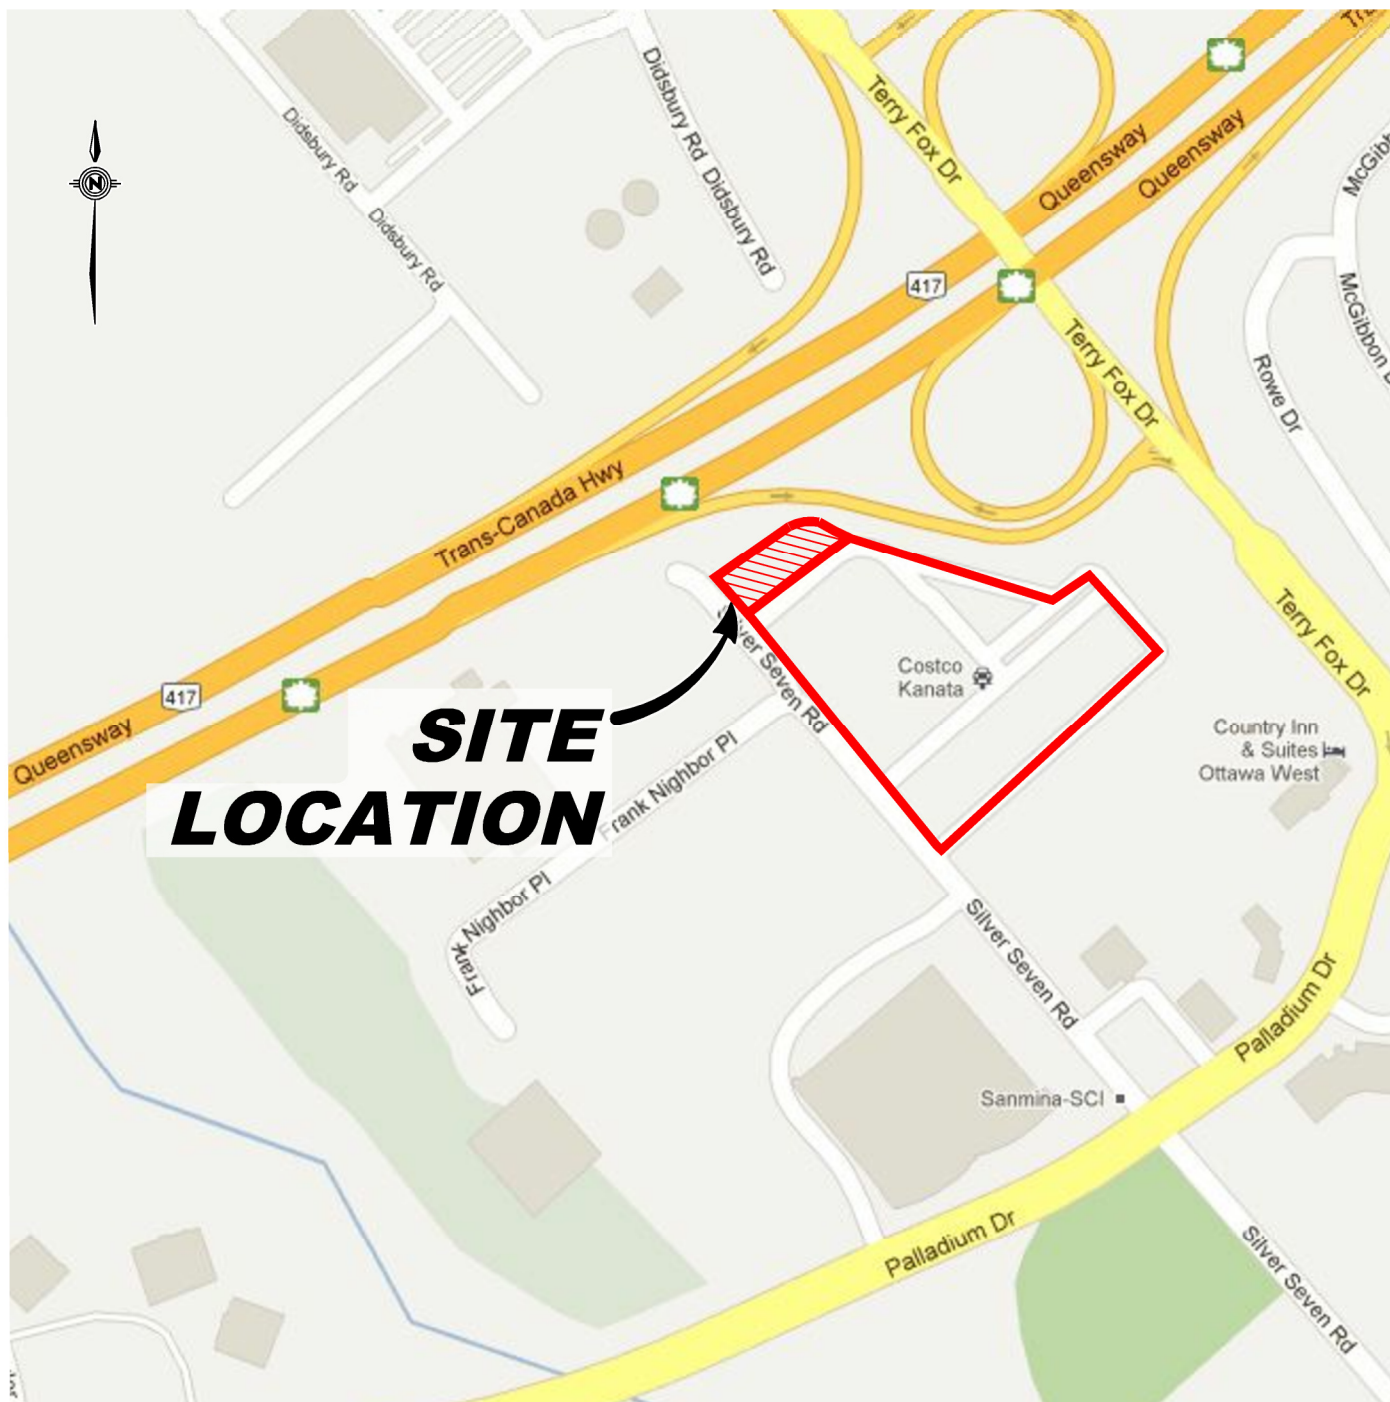 Didsbury Rd
Didsbury Rd
Didsbury Rd
Didsbury Rd
Terry Fox Dr
Queensway
Queensway
McGibbon
Rowe Dr
N
417
Terry Fox Dr
Trans-Canada Hwy
Terry Fox Dr
Silver Seven Rd
Costco
Kanata
417
Queensway
SITE
LOCATION
Frank Nighbor Pl
Frank Nighbor Pl
Country Inn
& Suites
Ottawa West
Silver Seven Rd
Palladium Dr
Sanmina-SCI
Palladium Dr
Silver Seven Rd